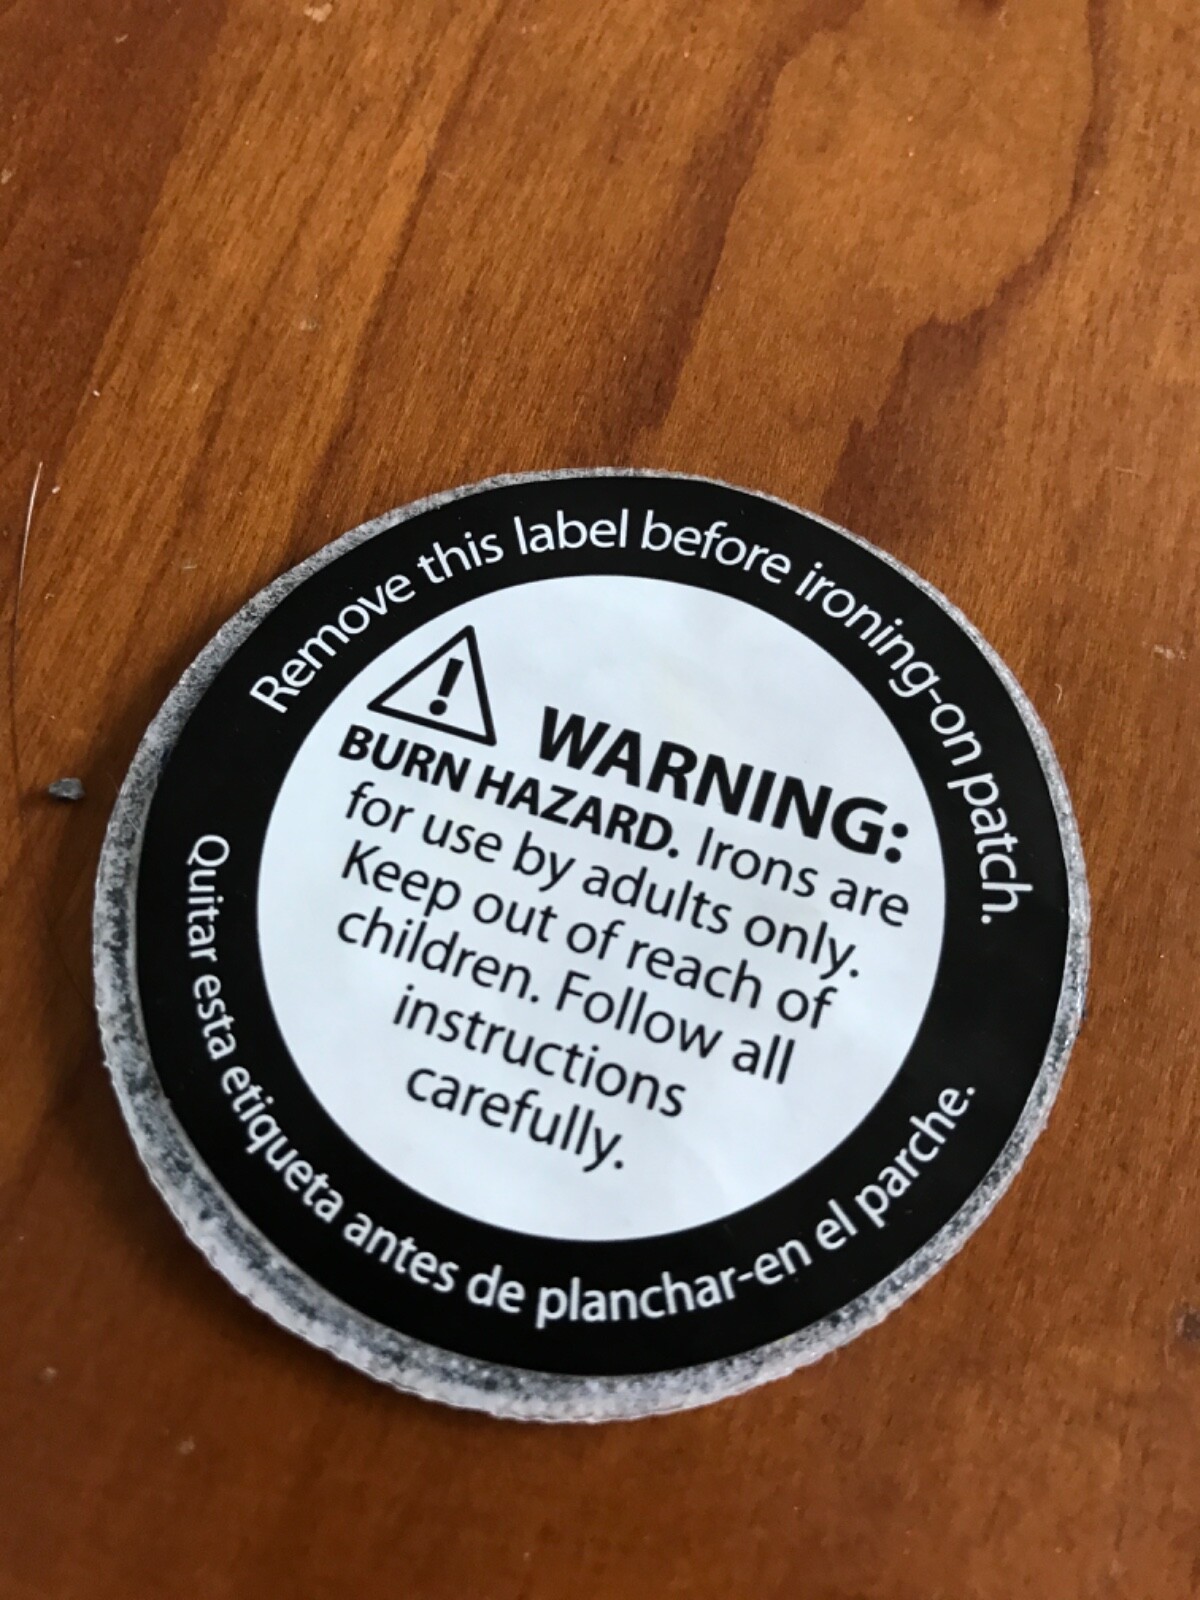 Remove this label before ironing-on patch.
WARNING:
BURN HAZARD. Irons are
for use by adults only.
Keep out of reach of
children. Follow all
instructions
carefully.
Quitar esta etiqueta antes de planchar-en el parche.